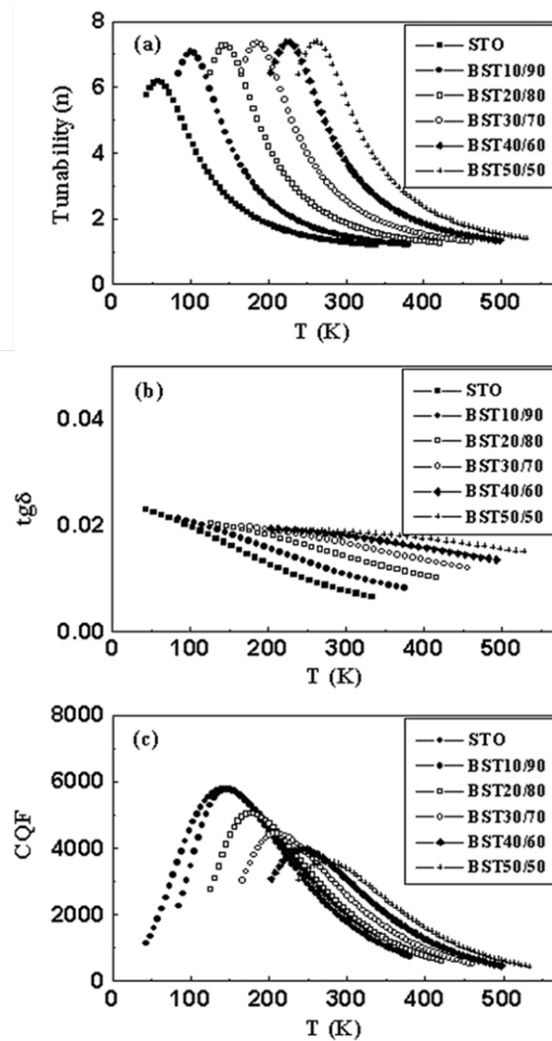 (a)
STO
BST10/90
BST20/80
BST30/70
BST40/60
BST50/50
Tunability (n)
8
6
4
2
0
0 100 200 300 400 500
T (K)
(b)
STO
BST10/90
BST20/80
BST30/70
BST40/60
BST50/50
tgδ
0.04
0.02
0.00
100 200 300 400 500
T (K)
(c)
STO
BST10/90
BST20/80
BST30/70
BST40/60
BST50/50
CQF
8000
6000
4000
2000
0
0 100 200 300 400 500
T (K)